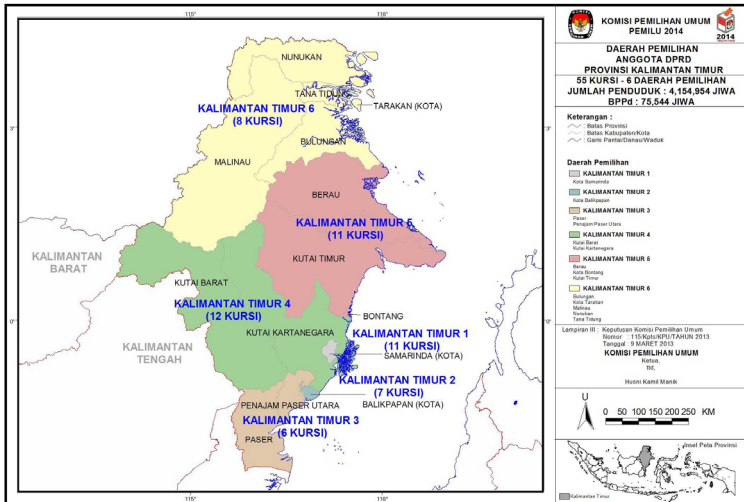 115°
118°
3°
3°
0°
0°
115°
118°
NUNUKAN
TANA TIDUNG
KALIMANTAN TIMUR 6
(8 KURSI)
TARAKAN (KOTA)
BULUNGAN
MALINAU
BERAU
KALIMANTAN TIMUR 5
(11 KURSI)
KUTAI TIMUR
KALIMANTAN
BARAT
KUTAI BARAT
KALIMANTAN TIMUR 4
(12 KURSI)
BONTANG
KUTAI KARTANEGARA
KALIMANTAN TIMUR 1
(11 KURSI)
SAMARINDA (KOTA)
KALIMANTAN
TENGAH
KALIMANTAN TIMUR 2
(7 KURSI)
PENAJAM PASER UTARA
BALIKPAPAN (KOTA)
KALIMANTAN TIMUR 3
(6 KURSI)
PASER
KOMISI PEMILIHAN UMUM
PEMILU 2014
2014
DAERAH PEMILIHAN
ANGGOTA DPRD
PROVINSI KALIMANTAN TIMUR
55 KURSI - 6 DAERAH PEMILIHAN
JUMLAH PENDUDUK : 4,154,954 JIWA
BPPd : 75,544 JIWA
Keterangan :
: Batas Provinsi
: Batas Kabupaten/Kota
: Garis Pantai/Danau/Waduk
Daerah Pemilihan
KALIMANTAN TIMUR 1
Kota Samarinda
KALIMANTAN TIMUR 2
Kota Balikpapan
KALIMANTAN TIMUR 3
Paser
Penajam Paser Utara
KALIMANTAN TIMUR 4
Kutai Barat
Kutai Kartanegara
KALIMANTAN TIMUR 5
Berau
Kota Bontang
Kutai Timur
KALIMANTAN TIMUR 6
Bulungan
Kota Tarakan
Malinau
Nunukan
Tana Tidung
Lampiran III : Keputusan Komisi Pemilihan Umum
Nomor : 115/Kpts/KPU/TAHUN 2013
Tanggal : 9 MARET 2013
KOMISI PEMILIHAN UMUM
Ketua,
ttd,
Husni Kamil Manik
U
0 50 100 150 200 250 KM
Inset Peta Provinsi
Kalimantan Timur